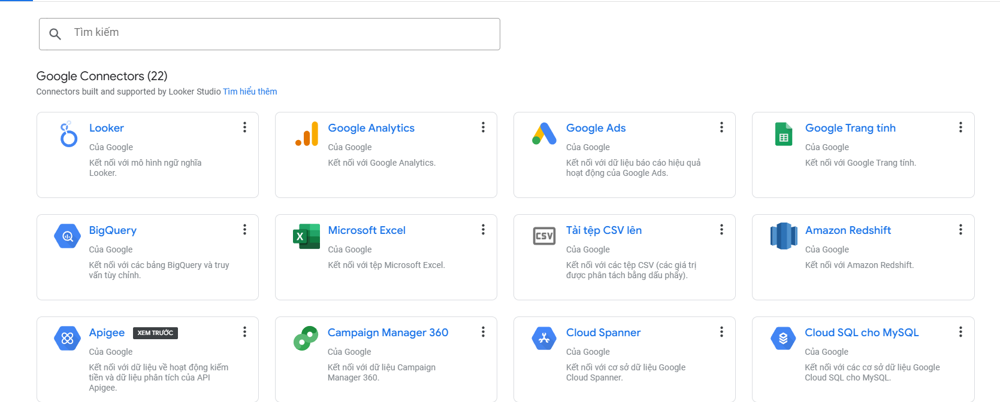 Tìm kiếm
Google Connectors (22)
Connectors built and supported by Looker Studio Tìm hiểu thêm
Looker
Của Google
Kết nối với mô hình ngữ nghĩa
Looker.
Google Analytics
Của Google
Kết nối với Google Analytics.
Google Ads
Của Google
Kết nối với dữ liệu báo cáo hiệu quả
hoạt động của Google Ads.
Google Trang tính
Của Google
Kết nối với Google Trang tính.
BigQuery
Của Google
Kết nối với các bảng BigQuery và truy
vấn tùy chỉnh.
X
Microsoft Excel
Của Google
Kết nối với tệp Microsoft Excel.
CSV
Tải tệp CSV lên
Của Google
Kết nối với các tệp CSV (các giá trị
được phân tách bằng dấu phẩy).
Amazon Redshift
Của Google
Kết nối với Amazon Redshift.
Apigee XEM TRƯỚC
Của Google
Kết nối với dữ liệu về hoạt động kiếm
tiền và dữ liệu phân tích của API
Apigee.
Campaign Manager 360
Của Google
Kết nối với dữ liệu Campaign
Manager 360.
Cloud Spanner
Của Google
Kết nối với cơ sở dữ liệu Google
Cloud Spanner.
Cloud SQL cho MySQL
Của Google
Kết nối với các cơ sở dữ liệu Google
Cloud SQL cho MySQL.